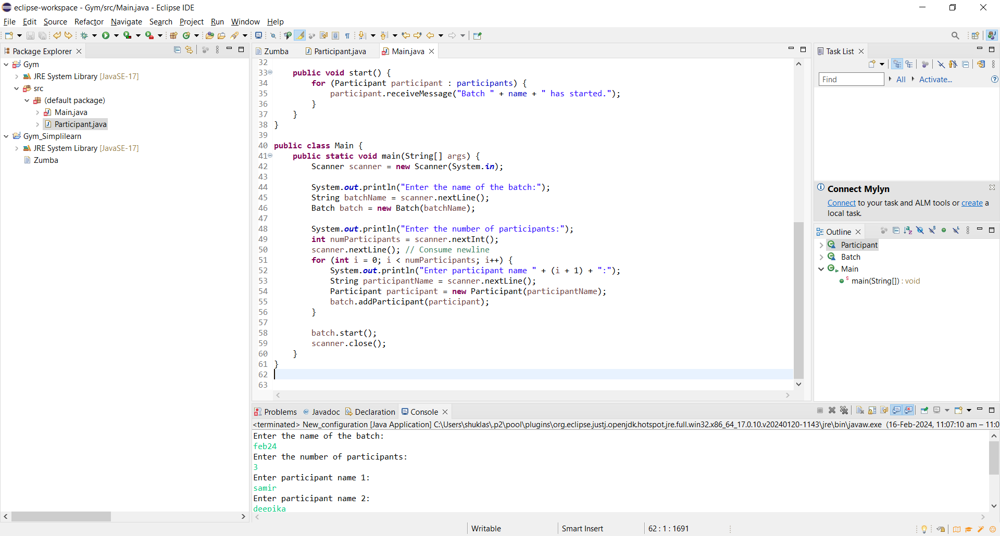 eclipse-workspace - Gym/src/Main.java - Eclipse IDE
File Edit Source Refactor Navigate Search Project Run Window Help
Package Explorer
Gym
JRE System Library [JavaSE-17]
src
(default package)
Main.java
Participant.java
Gym_Simplilearn
JRE System Library [JavaSE-17]
Zumba
Zumba Participant.java Main.java
32
33 public void start() {
34 for (Participant participant : participants) {
35 participant.receiveMessage("Batch " + name + " has started.");
36 }
37 }
38 }
39
40 public class Main {
41 public static void main(String[] args) {
42 Scanner scanner = new Scanner(System.in);
43
44 System.out.println("Enter the name of the batch:");
45 String batchName = scanner.nextLine();
46 Batch batch = new Batch(batchName);
47
48 System.out.println("Enter the number of participants:");
49 int numParticipants = scanner.nextInt();
50 scanner.nextLine(); // Consume newline
51 for (int i = 0; i < numParticipants; i++) {
52 System.out.println("Enter participant name " + (i + 1) + ":");
53 String participantName = scanner.nextLine();
54 Participant participant = new Participant(participantName);
55 batch.addParticipant(participant);
56 }
57
58 batch.start();
59 scanner.close();
60 }
61 }
62
63
Task List
Find All Activate...
Connect Mylyn
Connect to your task and ALM tools or create a
local task.
Outline
Participant
Batch
Main
main(String[]) : void
Problems @ Javadoc Declaration Console
<terminated> New_configuration [Java Application] C:\Users\shuklas\.p2\pool\plugins\org.eclipse.justj.openjdk.hotspot.jre.full.win32.x86_64_17.0.10.v20240120-1143\jre\bin\javaw.exe (16-Feb-2024, 11:07:10 am – 11:0
Enter the name of the batch:
feb24
Enter the number of participants:
3
Enter participant name 1:
samir
Enter participant name 2:
deepika
Writable Smart Insert 62 : 1 : 1691